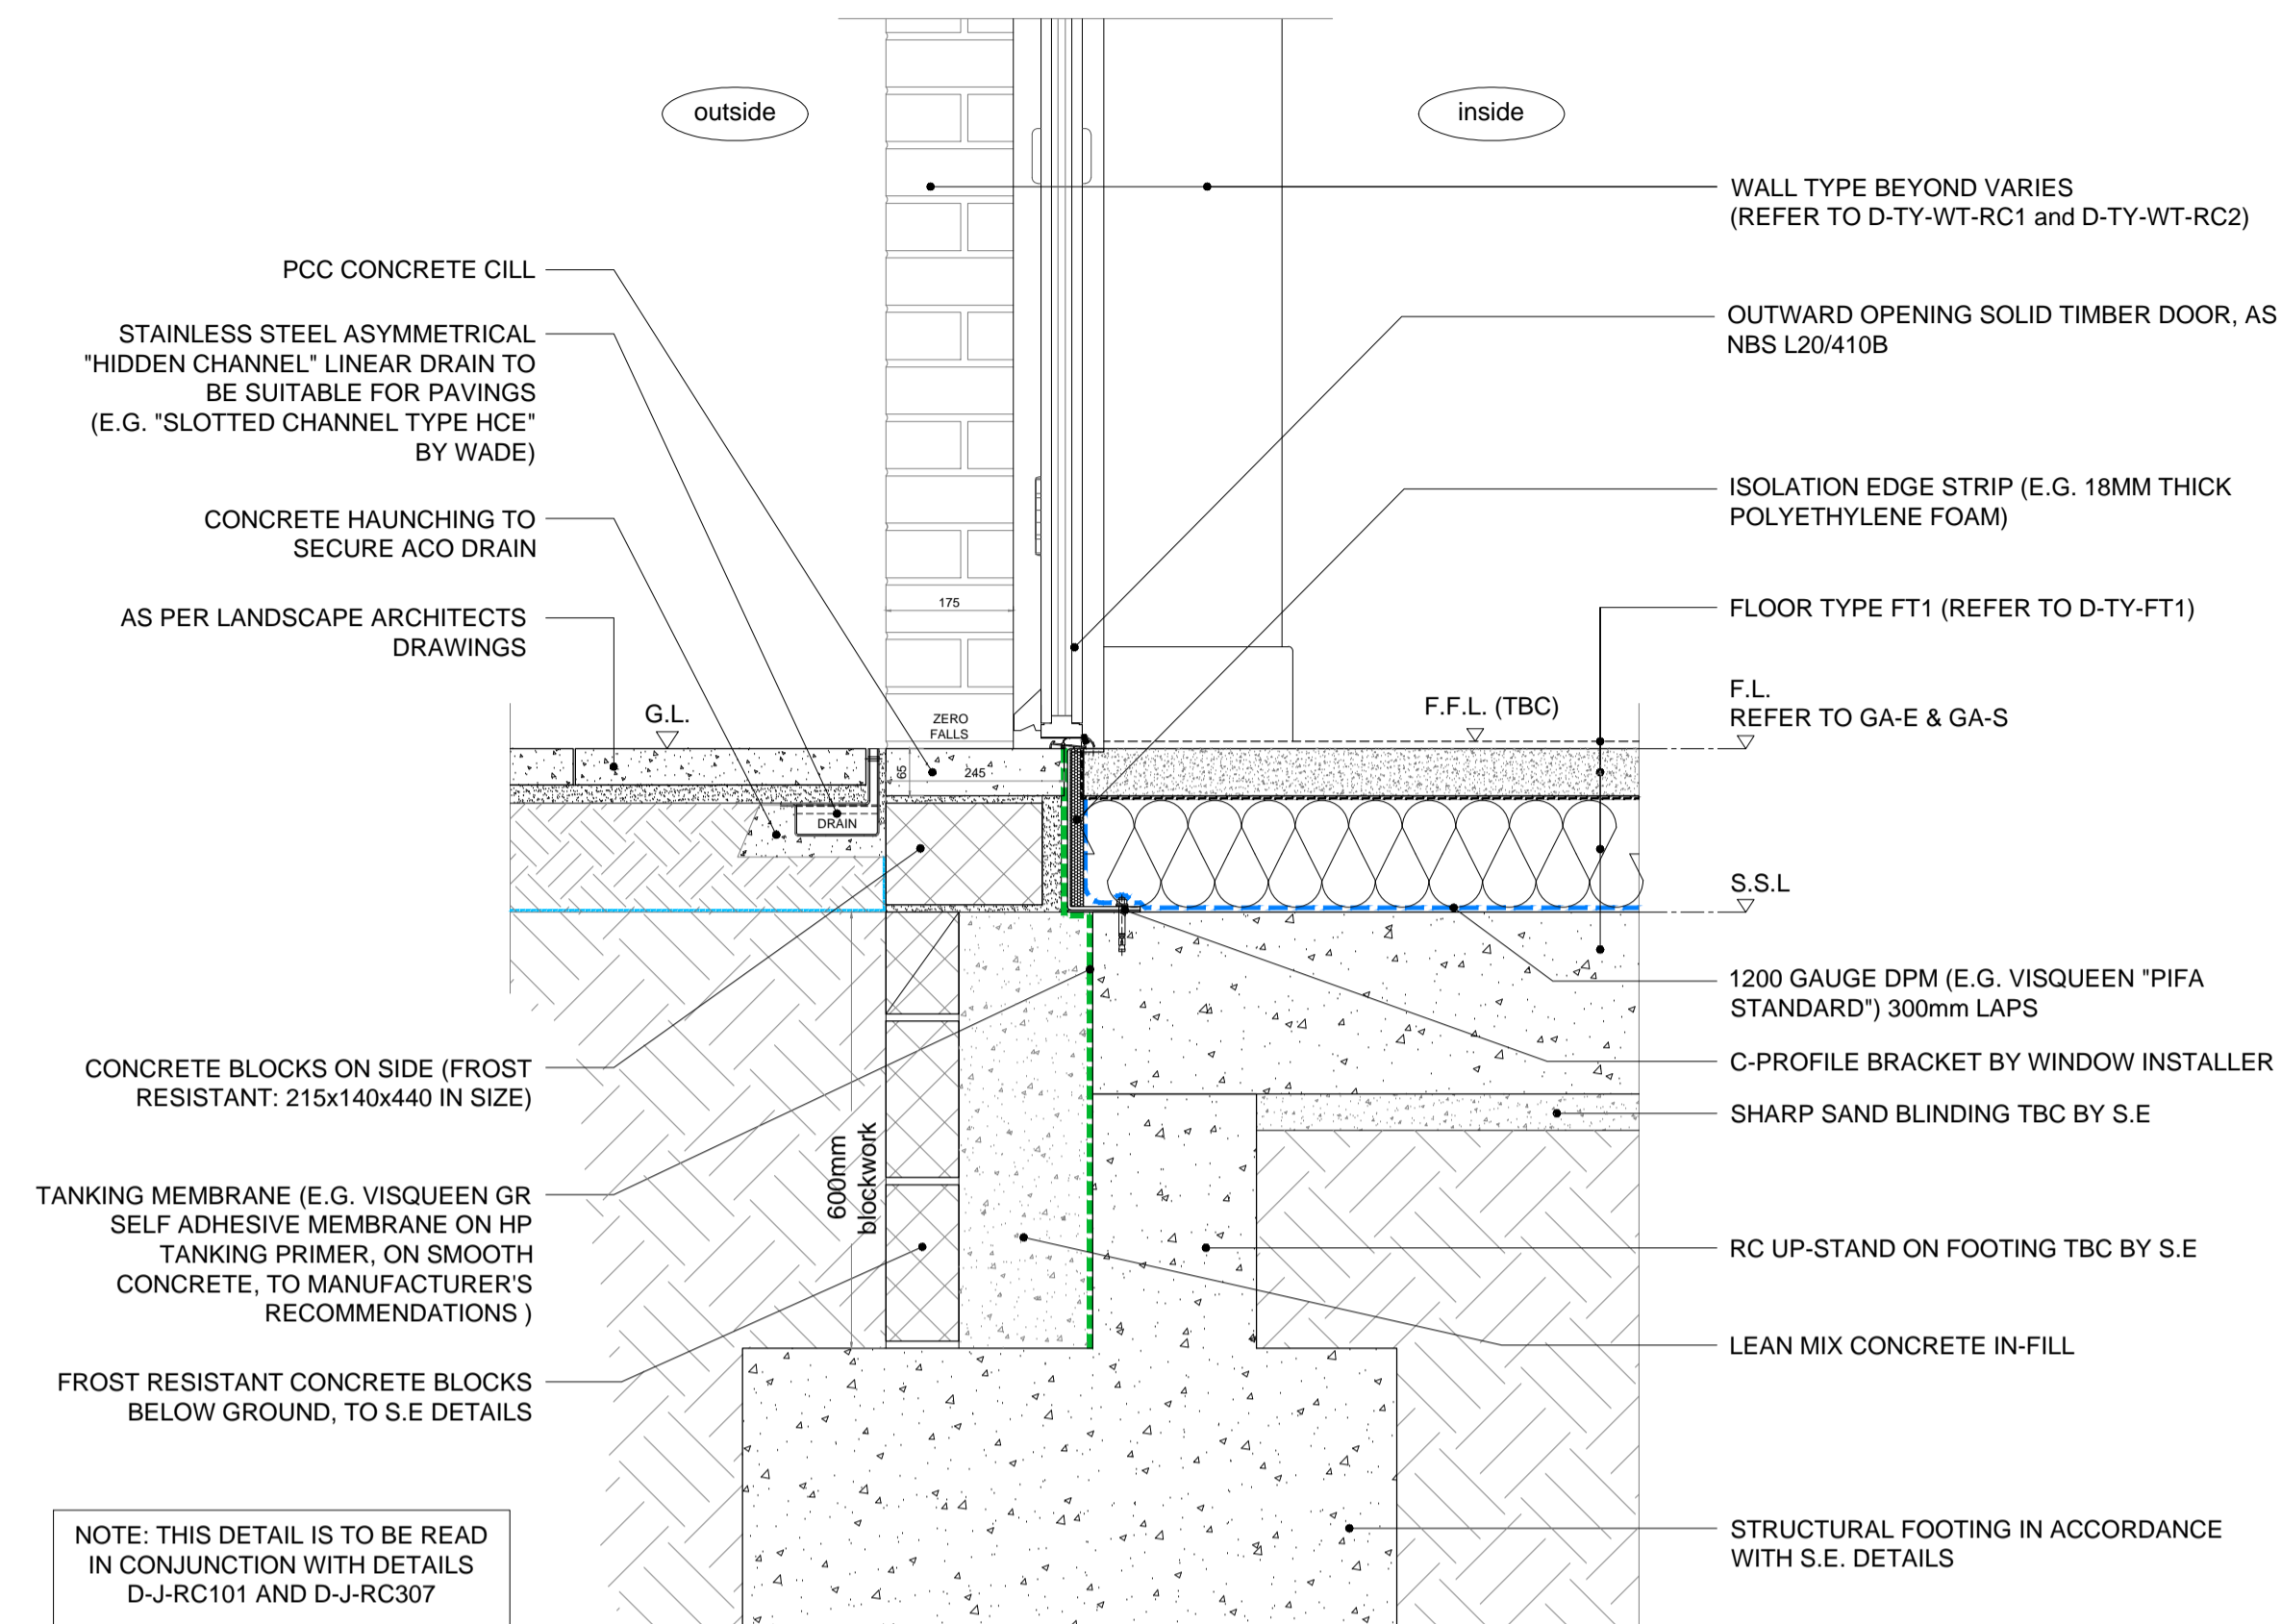 outside
inside
PCC CONCRETE CILL
STAINLESS STEEL ASYMMETRICAL
"HIDDEN CHANNEL" LINEAR DRAIN TO
BE SUITABLE FOR PAVINGS
(E.G. "SLOTTED CHANNEL TYPE HCE"
BY WADE)
CONCRETE HAUNCHING TO
SECURE ACO DRAIN
AS PER LANDSCAPE ARCHITECTS
DRAWINGS
G.L.
CONCRETE BLOCKS ON SIDE (FROST
RESISTANT: 215x140x440 IN SIZE)
TANKING MEMBRANE (E.G. VISQUEEN GR
SELF ADHESIVE MEMBRANE ON HP
TANKING PRIMER, ON SMOOTH
CONCRETE, TO MANUFACTURER'S
RECOMMENDATIONS )
FROST RESISTANT CONCRETE BLOCKS
BELOW GROUND, TO S.E DETAILS
NOTE: THIS DETAIL IS TO BE READ
IN CONJUNCTION WITH DETAILS
D-J-RC101 AND D-J-RC307
175
ZERO
FALLS
65
245
DRAIN
600mm
blockwork
WALL TYPE BEYOND VARIES
(REFER TO D-TY-WT-RC1 and D-TY-WT-RC2)
OUTWARD OPENING SOLID TIMBER DOOR, AS
NBS L20/410B
ISOLATION EDGE STRIP (E.G. 18MM THICK
POLYETHYLENE FOAM)
FLOOR TYPE FT1 (REFER TO D-TY-FT1)
F.F.L. (TBC)
F.L.
REFER TO GA-E & GA-S
S.S.L
1200 GAUGE DPM (E.G. VISQUEEN "PIFA
STANDARD") 300mm LAPS
C-PROFILE BRACKET BY WINDOW INSTALLER
SHARP SAND BLINDING TBC BY S.E
RC UP-STAND ON FOOTING TBC BY S.E
LEAN MIX CONCRETE IN-FILL
STRUCTURAL FOOTING IN ACCORDANCE
WITH S.E. DETAILS